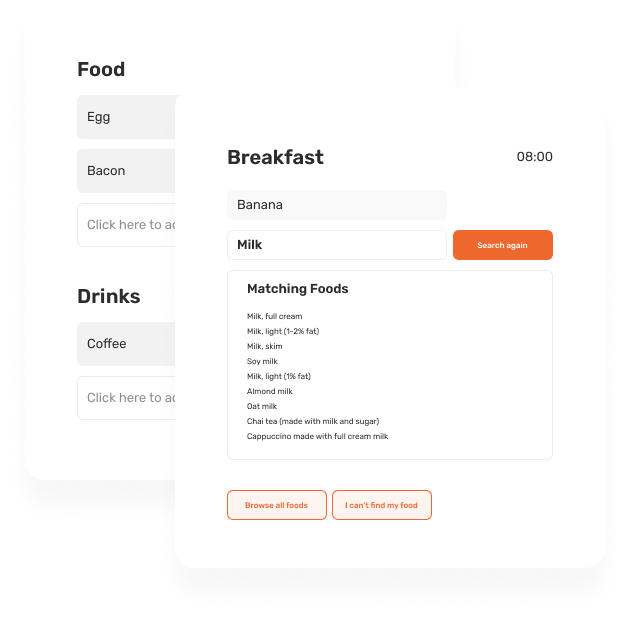 Food
Egg
Bacon
Click here to
Drinks
Coffee
Click here to
Breakfast
08:00
Banana
Milk
Search again
Matching Foods
Milk, full cream
Milk, light (1-2% fat)
Milk, skim
Soy milk
Milk, light (1% fat)
Almond milk
Oat milk
Chai tea (made with milk and sugar)
Cappuccino made with full cream milk
Browse all foods
I can't find my food